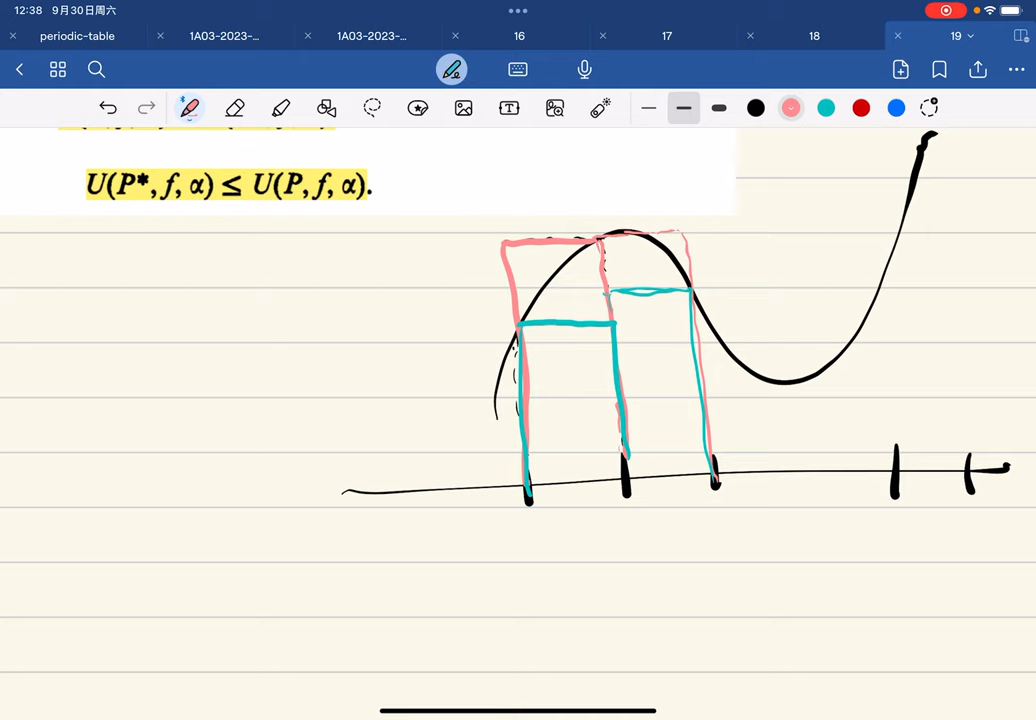 12:38 9月30日周六
periodic-table
1A03-2023-...
1A03-2023-...
16
17
18
19
U(P*, f, α) ≤ U(P, f, α).